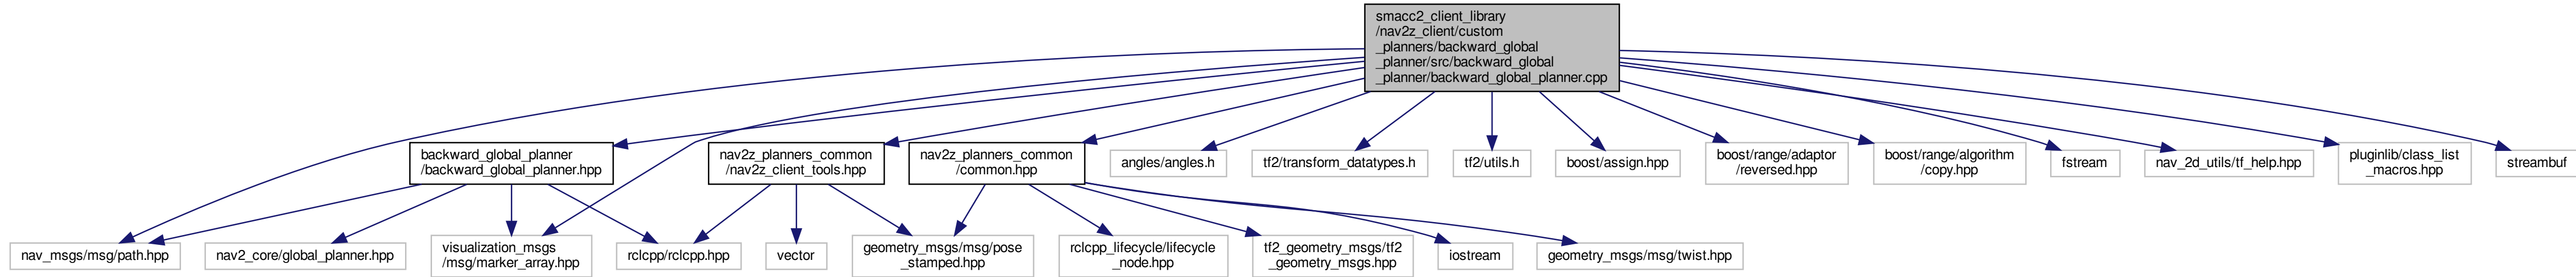 smacc2_client_library
/nav2z_client/custom
_planners/backward_global
_planner/src/backward_global
_planner/backward_global_planner.cpp
backward_global_planner
/backward_global_planner.hpp
nav2z_planners_common
/nav2z_client_tools.hpp
nav2z_planners_common
/common.hpp
angles/angles.h
tf2/transform_datatypes.h
tf2/utils.h
boost/assign.hpp
boost/range/adaptor
/reversed.hpp
boost/range/algorithm
/copy.hpp
fstream
nav_2d_utils/tf_help.hpp
pluginlib/class_list
_macros.hpp
streambuf
nav_msgs/msg/path.hpp
nav2_core/global_planner.hpp
visualization_msgs
/msg/marker_array.hpp
rclcpp/rclcpp.hpp
vector
geometry_msgs/msg/pose
_stamped.hpp
rclcpp_lifecycle/lifecycle
_node.hpp
tf2_geometry_msgs/tf2
_geometry_msgs.hpp
iostream
geometry_msgs/msg/twist.hpp